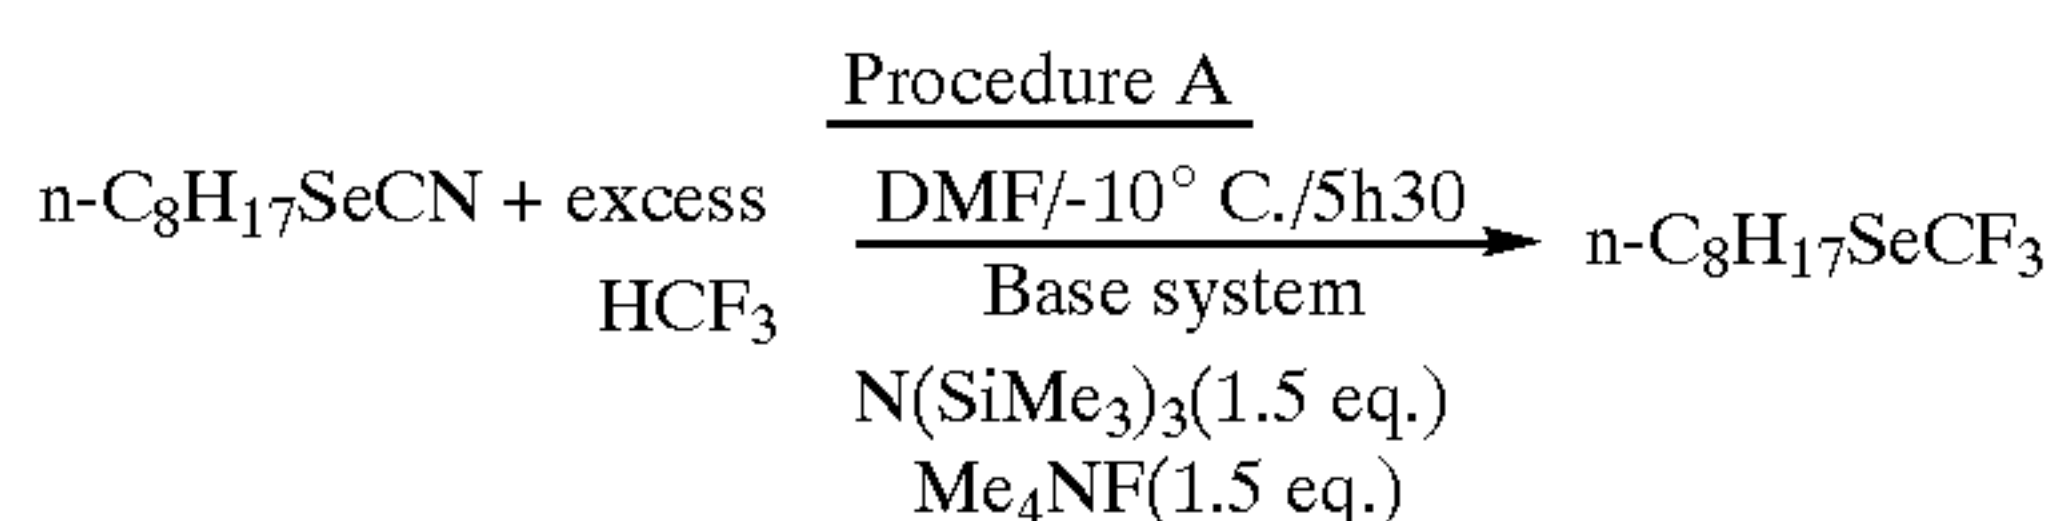 Procedure A
n-C₈H₁₇SeCN + excess
HCF₃
DMF/-10° C./5h30
Base system
N(SiMe₃)₃(1.5 eq.)
Me₄NF(1.5 eq.)
n-C₈H₁₇SeCF₃